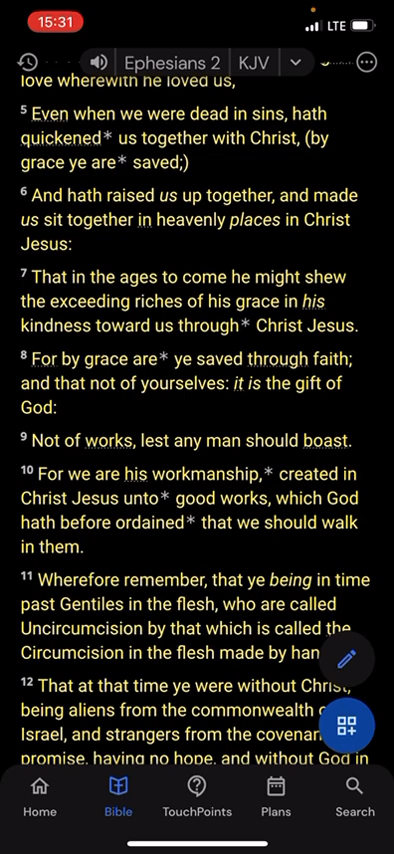 15:31
LTE
Ephesians 2 KJV
love wherewith he loved us,
5 Even when we were dead in sins, hath
quickened* us together with Christ, (by
grace ye are* saved;)
6 And hath raised us up together, and made
us sit together in heavenly places in Christ
Jesus:
7 That in the ages to come he might shew
the exceeding riches of his grace in his
kindness toward us through* Christ Jesus.
8 For by grace are* ye saved through faith;
and that not of yourselves: it is the gift of
God:
9 Not of works, lest any man should boast.
10 For we are his workmanship,* created in
Christ Jesus unto* good works, which God
hath before ordained* that we should walk
in them.
11 Wherefore remember, that ye being in time
past Gentiles in the flesh, who are called
Uncircumcision by that which is called the
Circumcision in the flesh made by han
12 That at that time ye were without Christ,
being aliens from the commonwealth
Israel, and strangers from the covenan
promise, having no hope, and without God in
Home Bible TouchPoints Plans Search